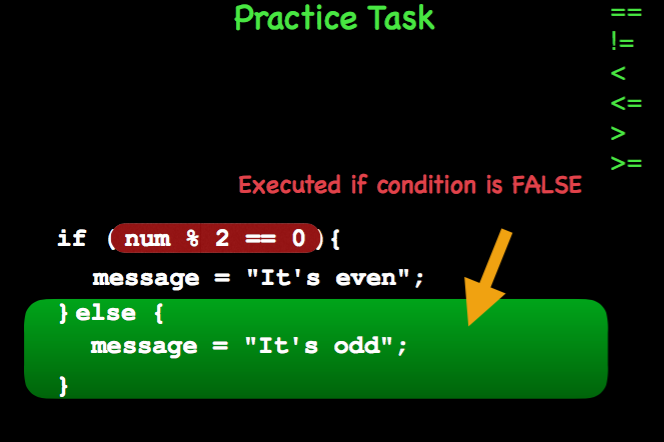 Practice Task
==
!=
<
<=
>
>=
Executed if condition is FALSE
if (num % 2 == 0){
message = "It's even";
}else {
message = "It's odd";
}